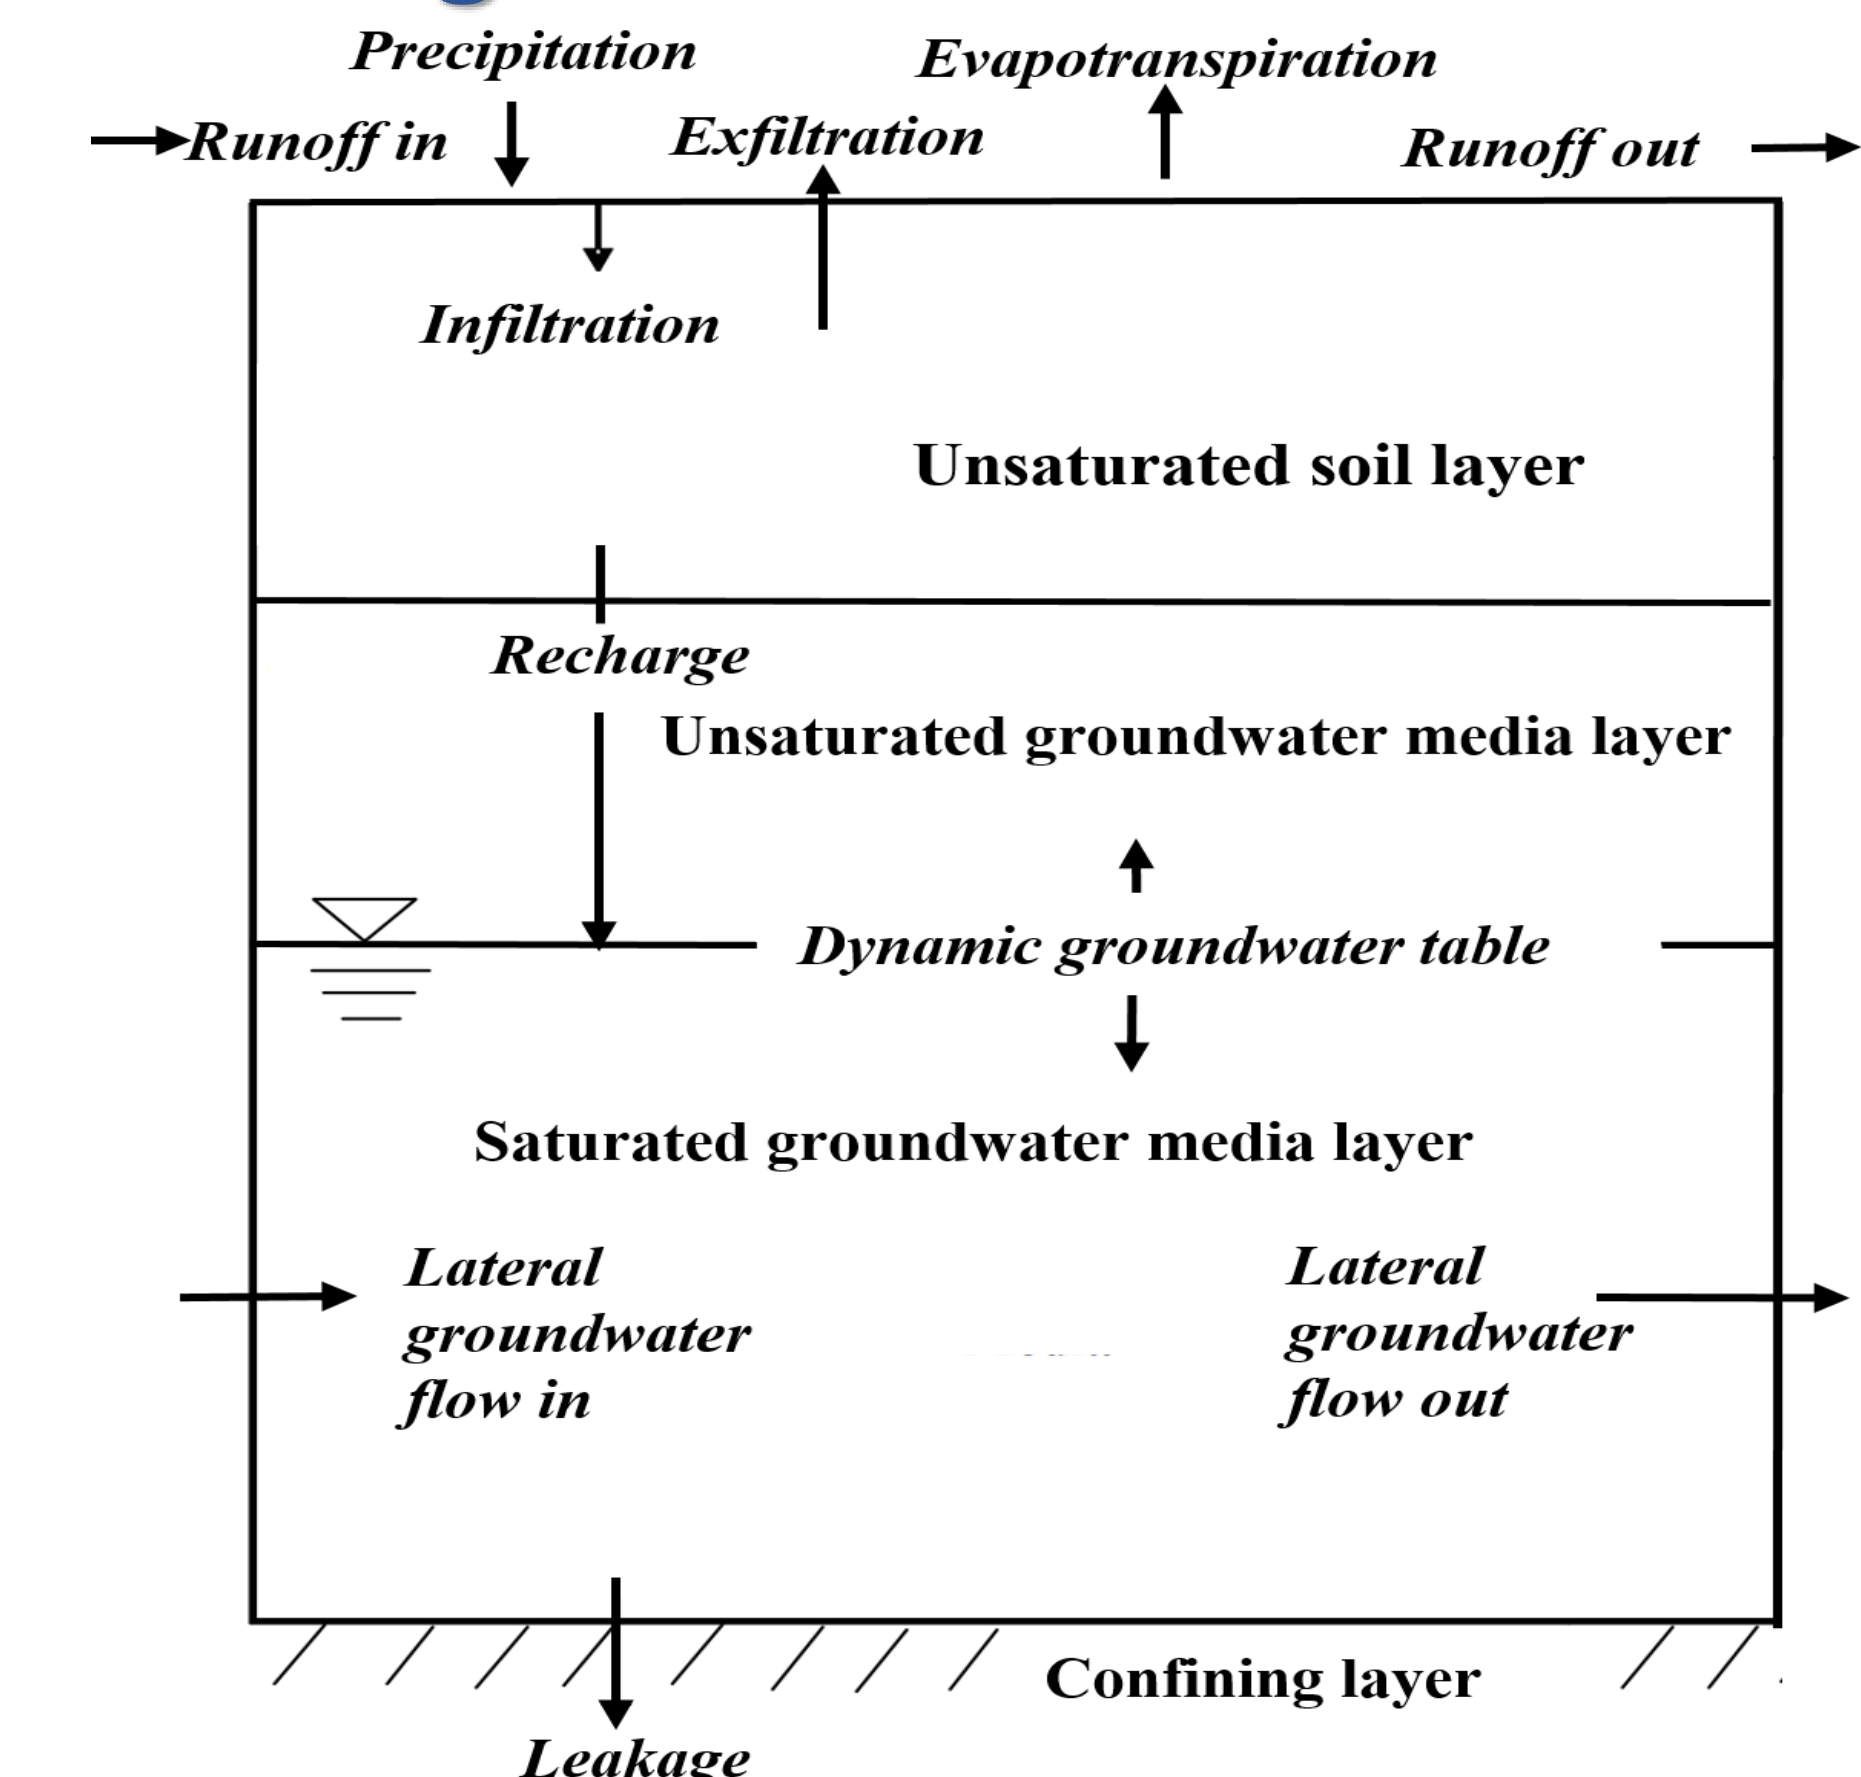 Precipitation
Evapotranspiration
Runoff in
Exfiltration
Runoff out
Infiltration
Unsaturated soil layer
Recharge
Unsaturated groundwater media layer
Dynamic groundwater table
Saturated groundwater media layer
Lateral
groundwater
flow in
Lateral
groundwater
flow out
Confining layer
Leakage